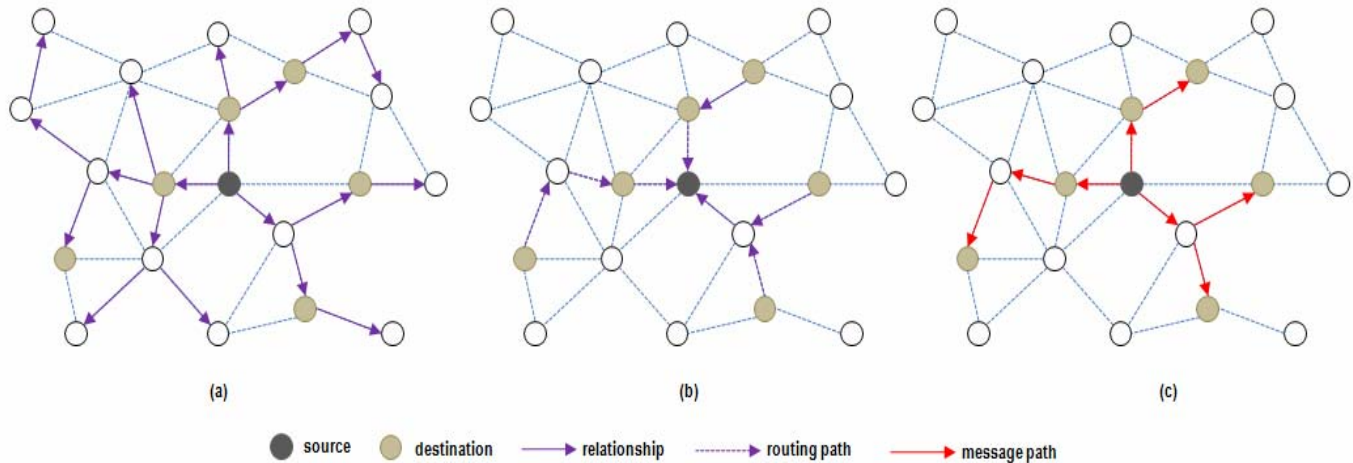 (a) (b) (c)
source destination relationship routing path message path